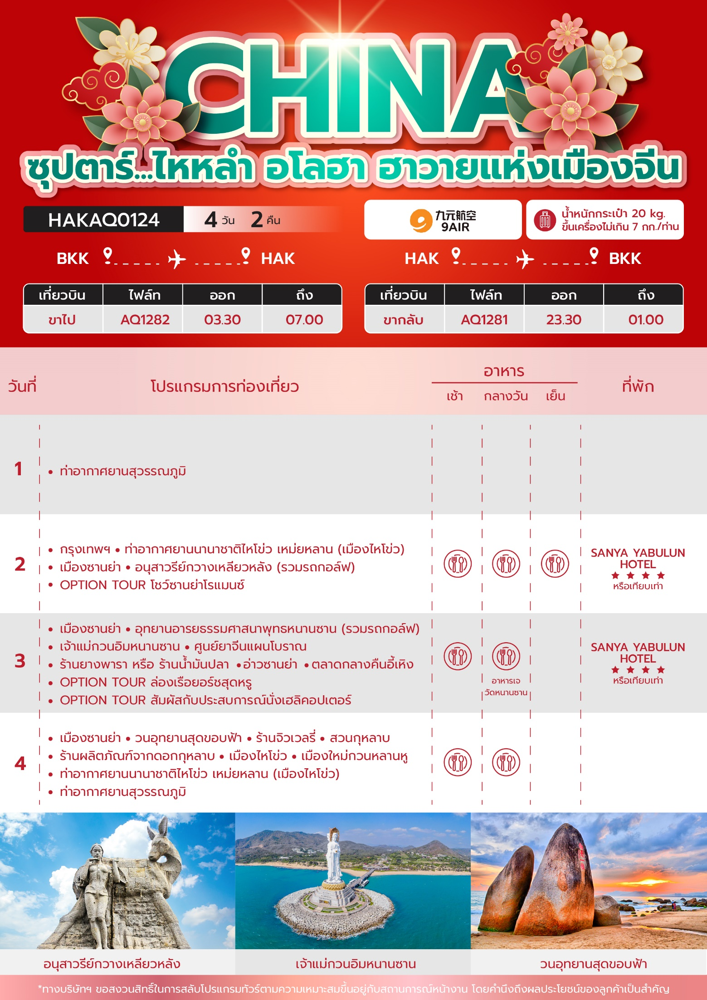 CHINA
ซุปตาร์...ไหหลำ อโลฮา ฮาวายแห่งเมืองจีน
HAKAQ0124 4 วัน 2 คืน
九元航空
9AIR
น้ำหนักกระเป๋า 20 kg.
ขึ้นเครื่องไม่เกิน 7 กก./ท่าน
BKK HAK
HAK BKK
เที่ยวบิน ไฟล์ท ออก ถึง
ขาไป AQ1282 03.30 07.00
เที่ยวบิน ไฟล์ท ออก ถึง
ขากลับ AQ1281 23.30 01.00
วันที่ โปรแกรมการท่องเที่ยว อาหาร ที่พัก
เช้า กลางวัน เย็น
1
• ท่าอากาศยานสุวรรณภูมิ
2
• กรุงเทพฯ • ท่าอากาศยานนานาชาติไหโข่ว เหม่ยหลาน (เมืองไหโข่ว)
• เมืองซานย่า • อนุสาวรีย์กวางเหลียวหลัง (รวมรถกอล์ฟ)
• OPTION TOUR โชว์ซานย่าโรแมนซ์
SANYA YABULUN
HOTEL
★ ★ ★ ★
หรือเทียบเท่า
3
• เมืองซานย่า • อุทยานอารยธรรมศาสนาพุทธหนานซาน (รวมรถกอล์ฟ)
• เจ้าแม่กวนอิมหนานซาน • ศูนย์ยาจีนแผนโบราณ
• ร้านยางพารา หรือ ร้านน้ำมันปลา • อ่าวซานย่า • ตลาดกลางคืนอี้เหิง
• OPTION TOUR ล่องเรือยอร์ชสุดหรู
• OPTION TOUR สัมผัสกับประสบการณ์นั่งเฮลิคอปเตอร์
อาหารเจ
วัดหนานซาน
SANYA YABULUN
HOTEL
★ ★ ★ ★
หรือเทียบเท่า
4
• เมืองซานย่า • วนอุทยานสุดขอบฟ้า • ร้านจิวเวลรี่ • สวนกุหลาบ
• ร้านผลิตภัณฑ์จากดอกกุหลาบ • เมืองไหโข่ว • เมืองใหม่กวนหลานหู
• ท่าอากาศยานนานาชาติไหโข่ว เหม่ยหลาน (เมืองไหโข่ว)
• ท่าอากาศยานสุวรรณภูมิ
อนุสาวรีย์กวางเหลียวหลัง
เจ้าแม่กวนอิมหนานซาน
วนอุทยานสุดขอบฟ้า
*ทางบริษัทฯ ขอสงวนสิทธิ์ในการสลับโปรแกรมทัวร์ตามความเหมาะสมขึ้นอยู่กับสถานการณ์หน้างาน โดยคำนึงถึงผลประโยชน์ของลูกค้าเป็นสำคัญ